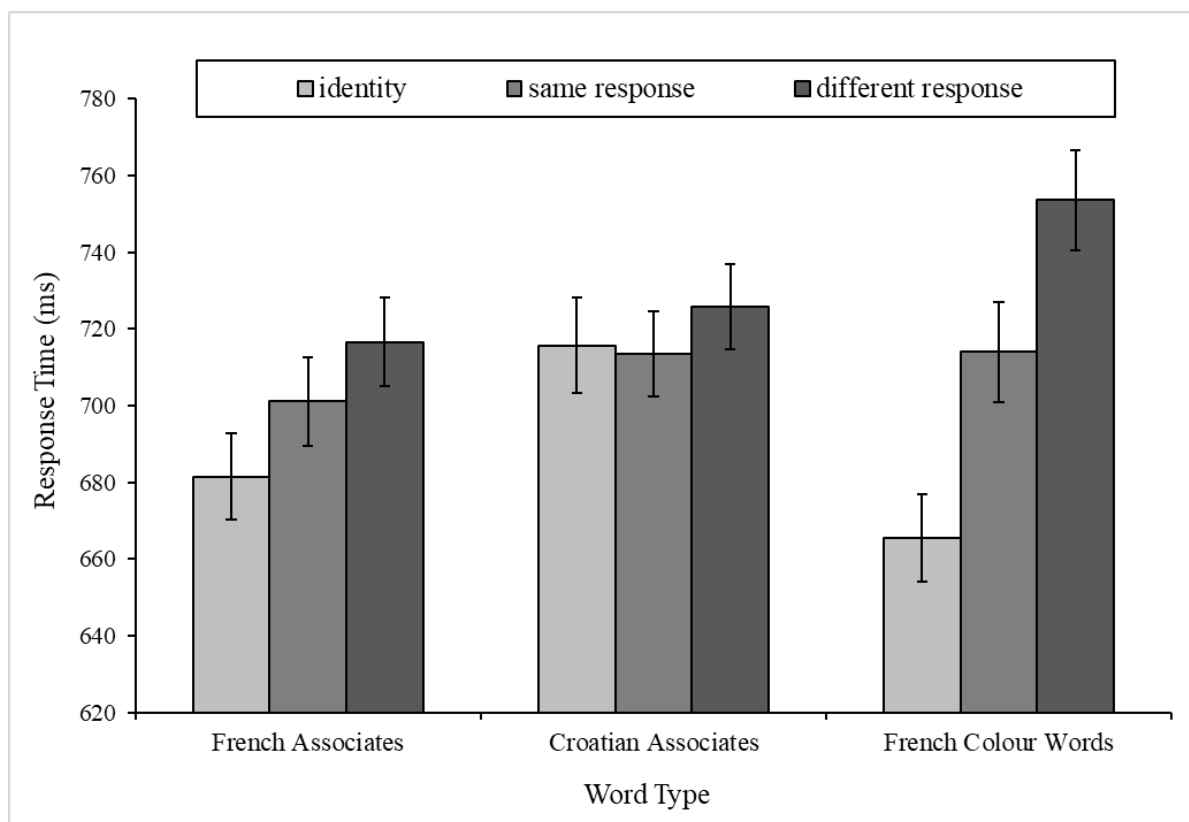 identity same response different response
780
760
740
720
700
680
660
640
620
Response Time (ms)
French Associates Croatian Associates French Colour Words
Word Type